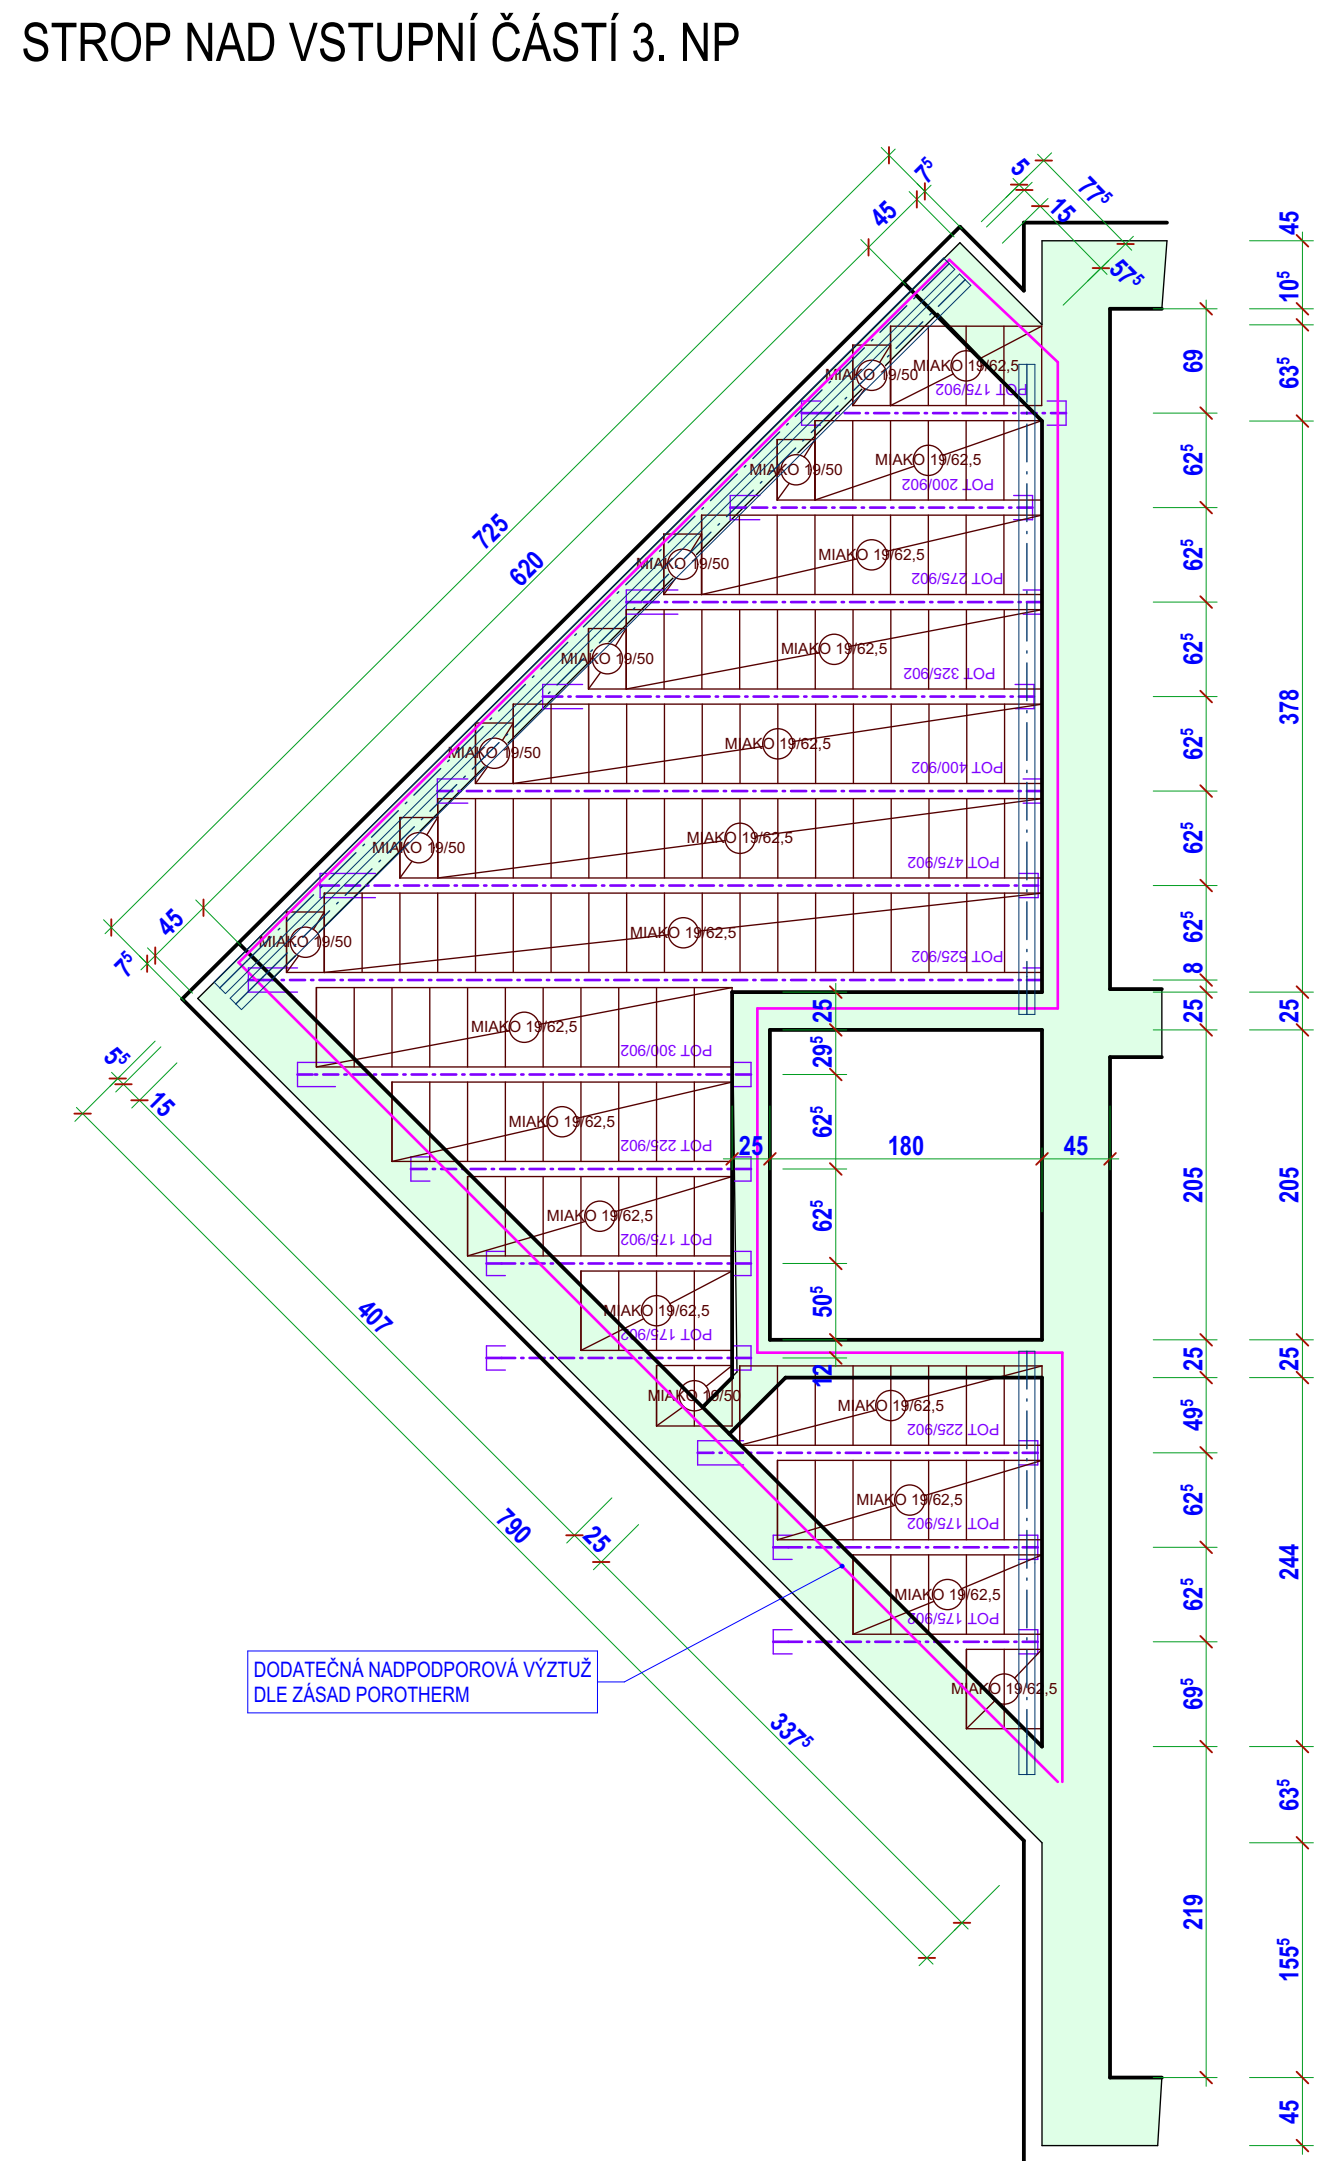 STROP NAD VSTUPNÍ ČÁSTÍ 3. NP
7⁵
45
5
77⁵
15
57⁵
45
10⁵
69
63⁵
MIAKO 19/50
MIAKO 19/62,5
POT 175/902
62⁵
MIAKO 19/50
MIAKO 19/62,5
POT 200/902
725
620
62⁵
MIAKO 19/50
MIAKO 19/62,5
POT 275/902
62⁵
MIAKO 19/50
MIAKO 19/62,5
POT 325/902
378
62⁵
MIAKO 19/50
MIAKO 19/62,5
POT 400/902
62⁵
MIAKO 19/50
MIAKO 19/62,5
POT 475/902
45
7⁵
62⁵
MIAKO 19/50
MIAKO 19/62,5
POT 525/902
8
25
25
25
MIAKO 19/62,5
POT 300/902
29⁵
5⁵
15
MIAKO 19/62,5
POT 225/902
62⁵
25
180
45
205
205
MIAKO 19/62,5
POT 175/902
62⁵
MIAKO 19/62,5
POT 175/902
50⁵
407
25
25
12
MIAKO 19/50
MIAKO 19/62,5
POT 225/902
49⁵
790
25
MIAKO 19/62,5
POT 175/902
62⁵
244
MIAKO 19/62,5
POT 175/902
62⁵
DODATEČNÁ NADPODPOROVÁ VÝZTUŽ
DLE ZÁSAD POROTHERM
MIAKO 19/62,5
69⁵
337⁵
63⁵
219
155⁵
45